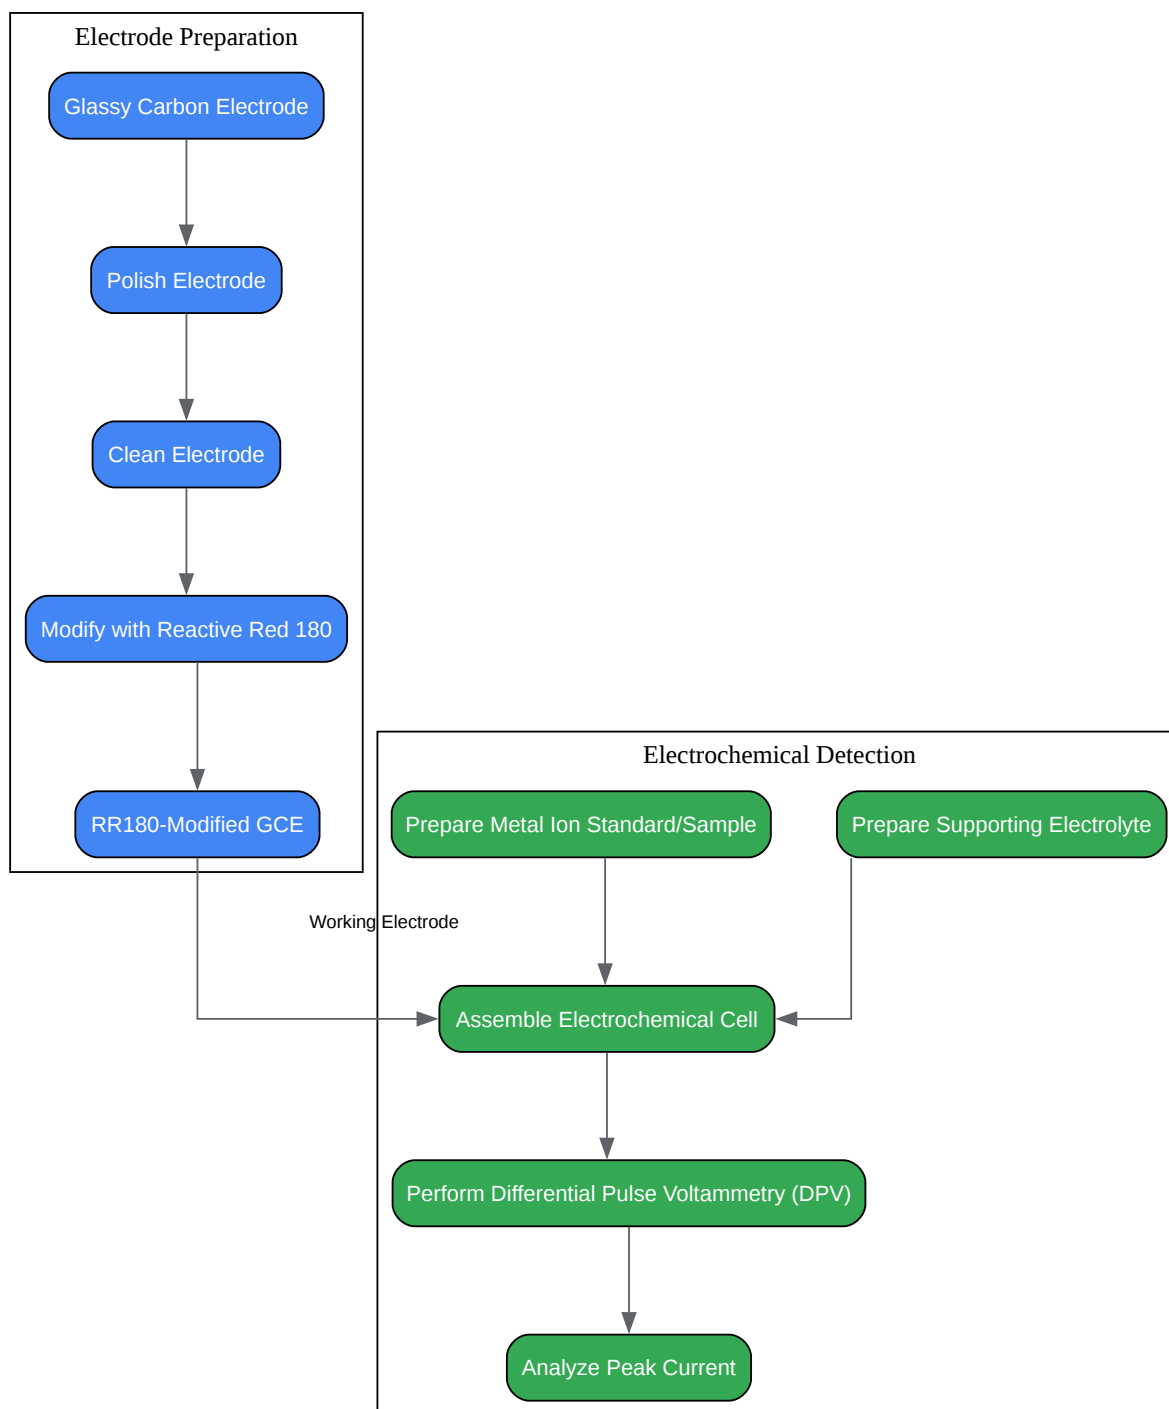 Electrode Preparation
Glassy Carbon Electrode
Polish Electrode
Clean Electrode
Modify with Reactive Red 180
RR180-Modified GCE
Working Electrode
Electrochemical Detection
Prepare Metal Ion Standard/Sample
Prepare Supporting Electrolyte
Assemble Electrochemical Cell
Perform Differential Pulse Voltammetry (DPV)
Analyze Peak Current